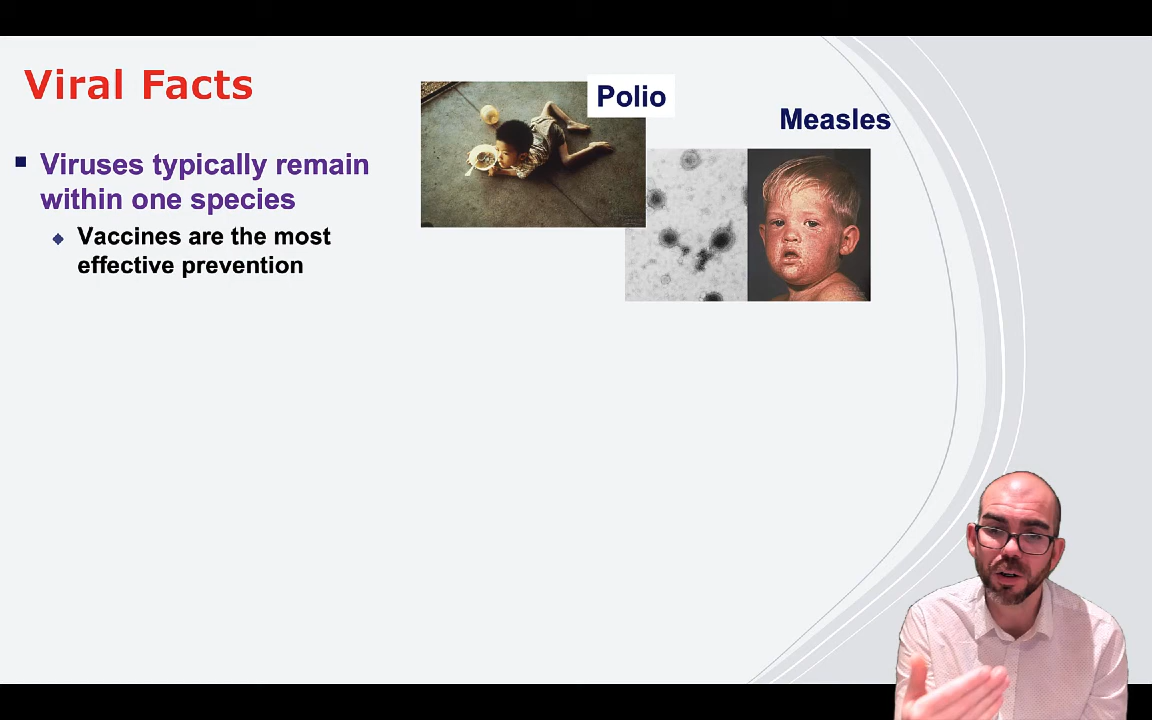 Viral Facts
Polio
Measles
Viruses typically remain
within one species
Vaccines are the most
effective prevention